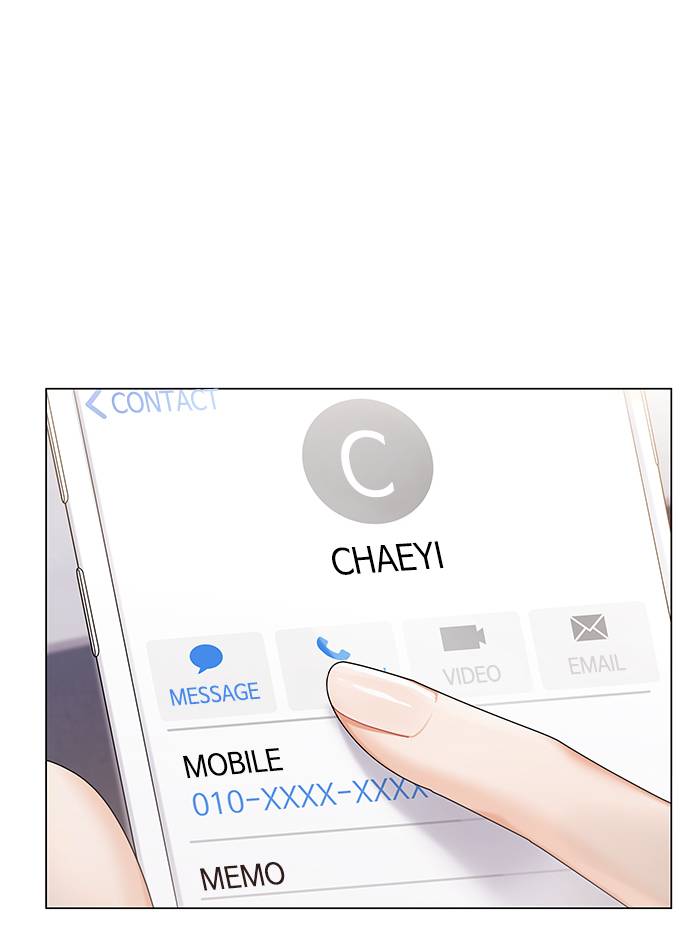 CONTACT
C
CHAEYI
MESSAGE
VIDEO
EMAIL
MOBILE
010-XXXX-XXXX
MEMO